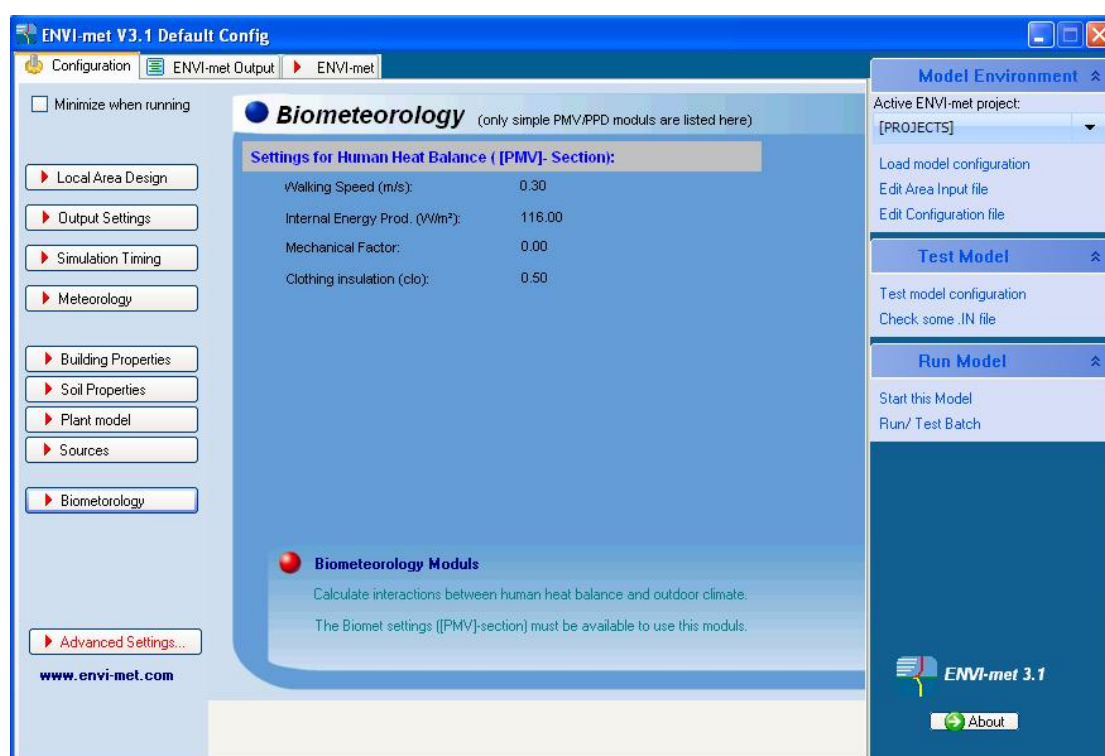 ENVI-met V3.1 Default Config
Configuration ENVI-met Output ENVI-met
Minimize when running
Local Area Design
Output Settings
Simulation Timing
Meteorology
Building Properties
Soil Properties
Plant model
Sources
Biometorology
Advanced Settings...
www.envi-met.com
Biometeorology (only simple PMV/PPD moduls are listed here)
Settings for Human Heat Balance ( [PMV]- Section):
Walking Speed (m/s): 0.30
Internal Energy Prod. (W/m²): 116.00
Mechanical Factor: 0.00
Clothing insulation (clo): 0.50
Biometeorology Moduls
Calculate interactions between human heat balance and outdoor climate.
The Biomet settings ([PMV]-section) must be available to use this moduls.
Model Environment
Active ENVI-met project:
[PROJECTS]
Load model configuration
Edit Area Input file
Edit Configuration file
Test Model
Test model configuration
Check some .IN file
Run Model
Start this Model
Run/ Test Batch
ENVI-met 3.1
About